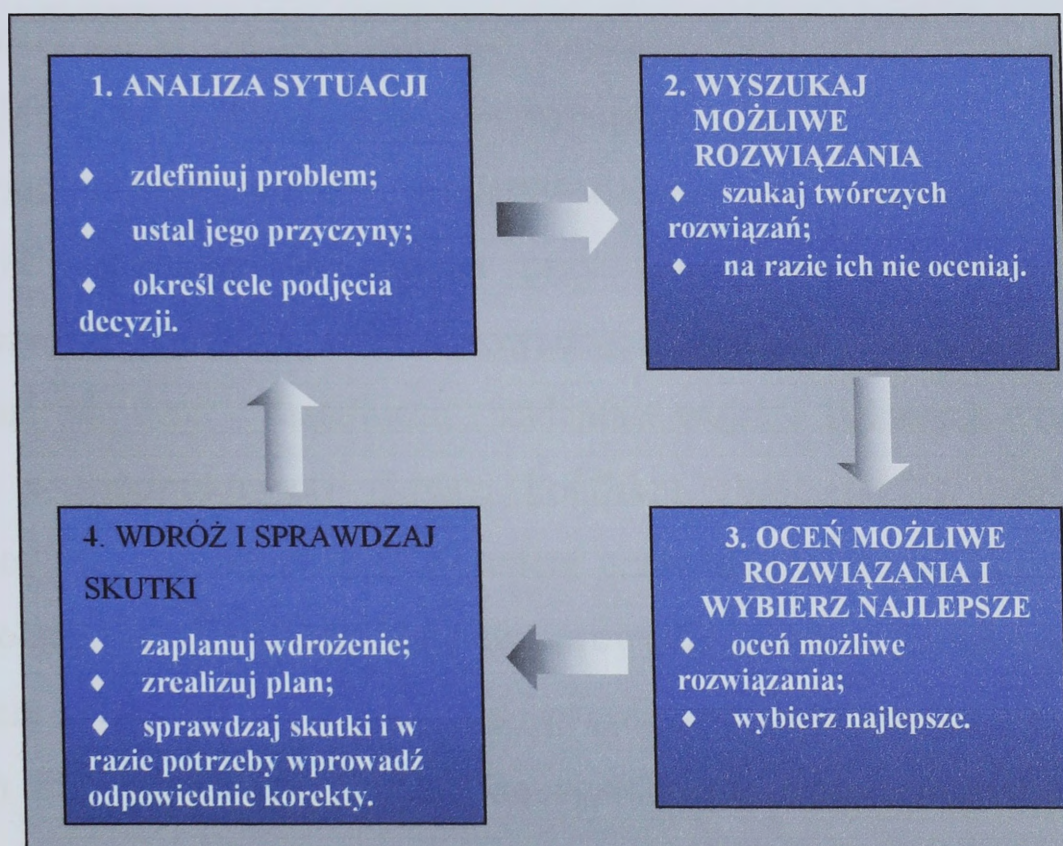 1. ANALIZA SYTUACJI
♦ zdefiniuj problem;
♦ ustal jego przyczyny;
♦ określ cele podjęcia
decyzji.
2. WYSZUKAJ
MOŻLIWE
ROZWIĄZANIA
♦ szukaj twórczych
rozwiązań;
♦ na razie ich nie oceniaj.
3. OCEŃ MOŻLIWE
ROZWIĄZANIA I
WYBIERZ NAJLEPSZE
♦ oceń możliwe
rozwiązania;
♦ wybierz najlepsze.
4. WDRÓŻ I SPRAWDZAJ
SKUTKI
♦ zaplanuj wdrożenie;
♦ zrealizuj plan;
♦ sprawdzaj skutki i w
razie potrzeby wprowadź
odpowiednie korekty.